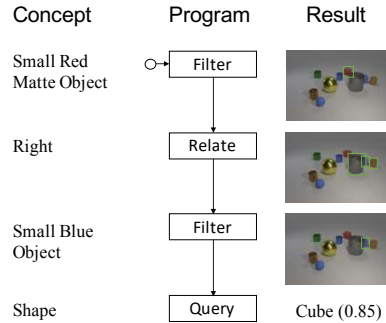 Concept Program Result
Small Red
Matte Object
Filter
Right
Relate
Small Blue
Object
Filter
Shape
Query
Cube (0.85)